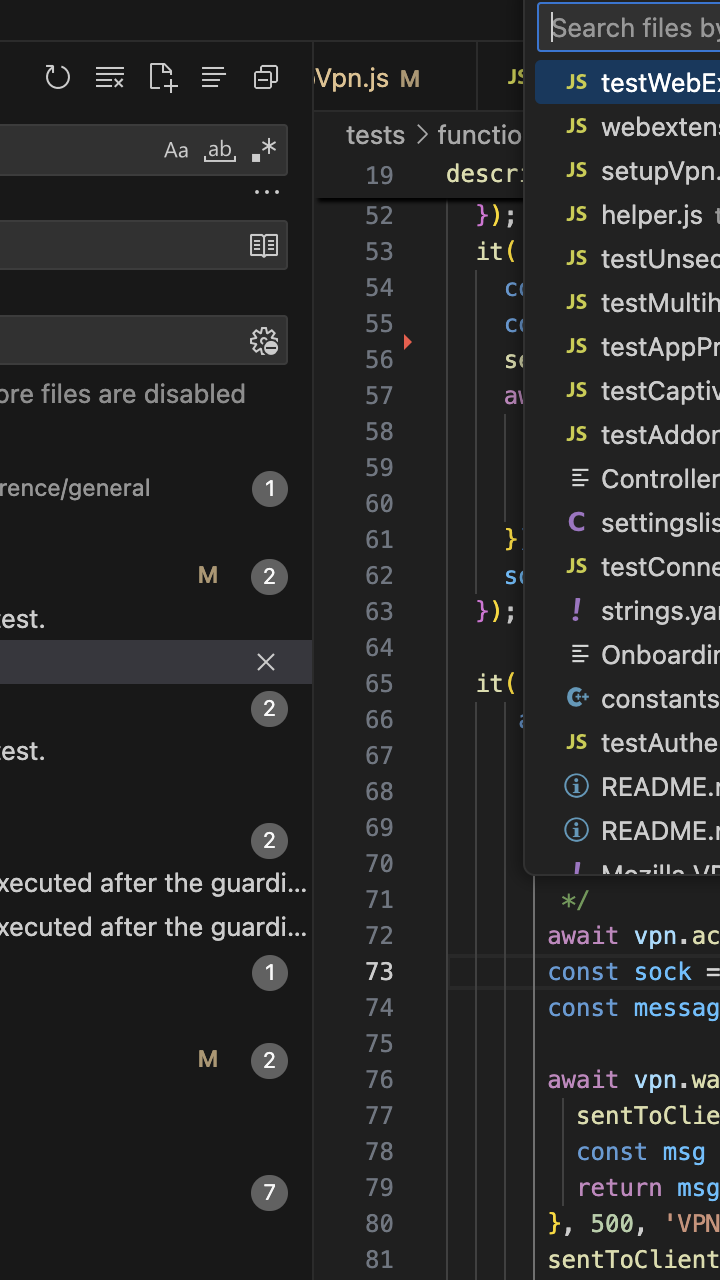 Search files by
Vpn.js M
JS
JS testWebEx
JS webextens
JS setupVpn.
JS helper.js
JS testUnsec
JS testMultih
JS testAppPr
JS testCaptiv
JS testAddon
Controller
C settingslis
JS testConne
! strings.yan
Onboardin
constants
JS testAuthe
README.m
README.m
! Mozilla VP
Aa ab *
...
ore files are disabled
rence/general 1
M 2
test.
2
test.
2
xecuted after the guardi...
xecuted after the guardi...
1
M 2
7
tests > functio
19 descri
52 });
53 it(
54 co
55 co
56 so
57 aw
58
59
60
61 }
62 so
63 });
64
65 it(
66 a
67
68
69
70
71 */
72 await vpn.ac
73 const sock =
74 const messag
75
76 await vpn.wa
77 sentToClie
78 const msg
79 return msg
80 }, 500, 'VPN
81 sentToClient